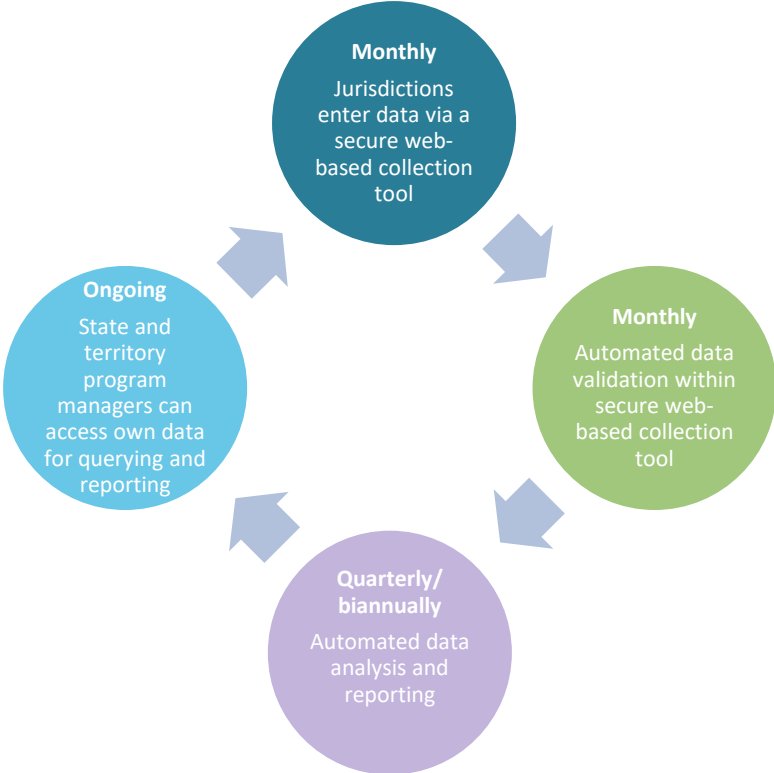 Monthly
Jurisdictions
enter data via a
secure web-
based collection
tool
Monthly
Automated data
validation within
secure web-
based collection
tool
Quarterly/
biannually
Automated data
analysis and
reporting
Ongoing
State and
territory
program
managers can
access own data
for querying and
reporting